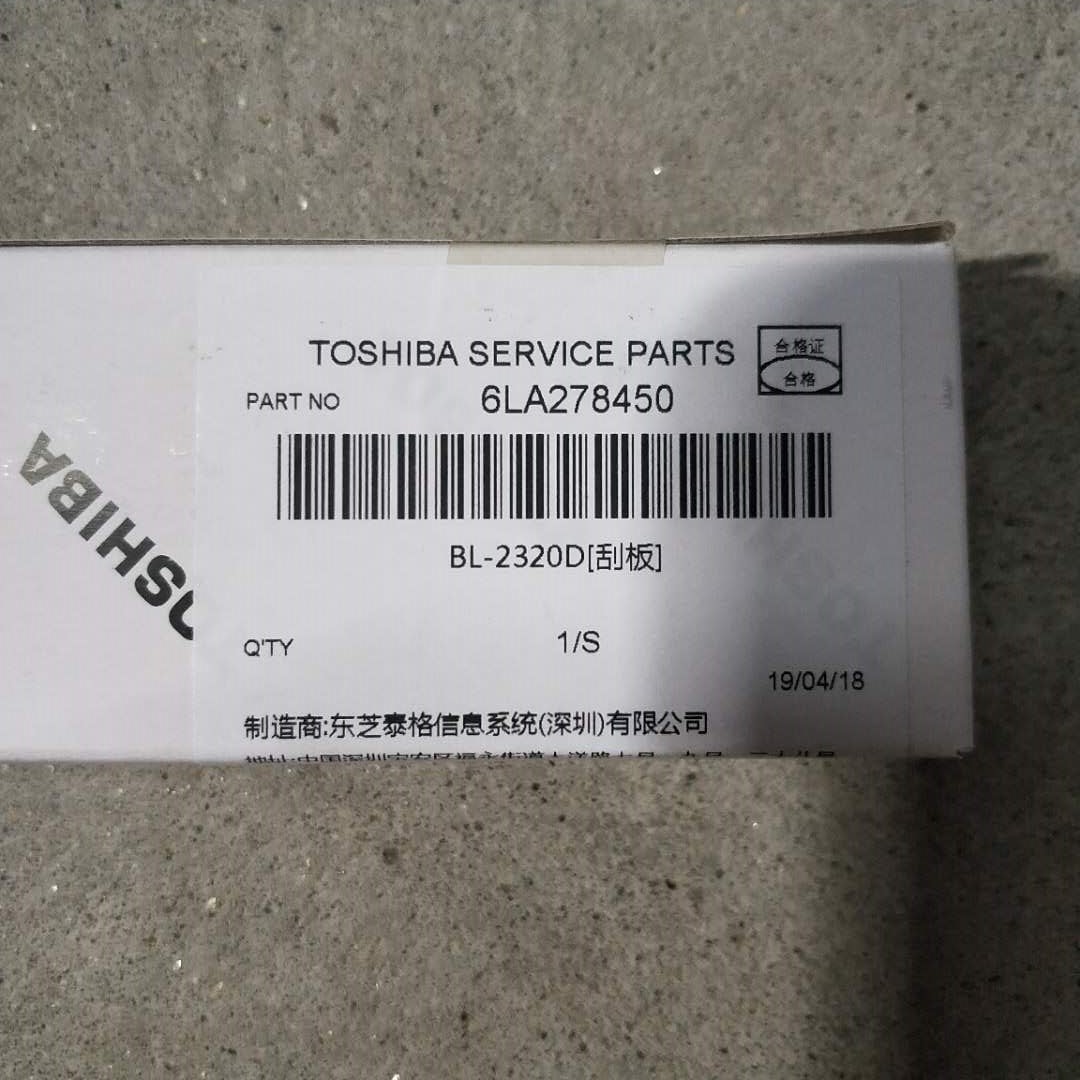 TOSHIBA SERVICE PARTS
合格证
合格
PART NO 6LA278450
BL-2320D[刮板]
TOSHIBA
Q'TY 1/S
19/04/18
制造商:东芝泰格信息系统(深圳)有限公司